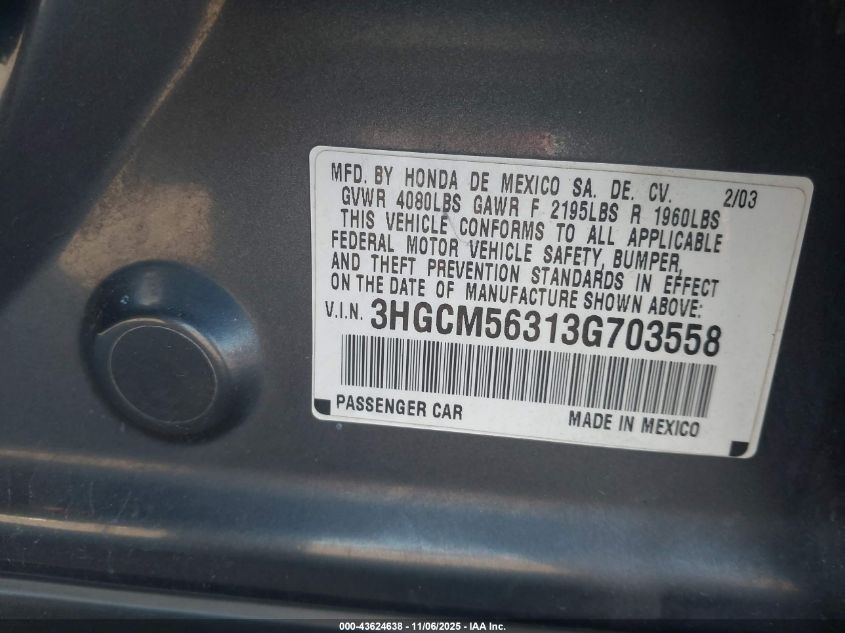 MFD. BY HONDA DE MEXICO SA. DE. CV. 2/03
GVWR 4080LBS GAWR F 2195LBS R 1960LBS
THIS VEHICLE CONFORMS TO ALL APPLICABLE
FEDERAL MOTOR VEHICLE SAFETY, BUMPER,
AND THEFT PREVENTION STANDARDS IN EFFECT
ON THE DATE OF MANUFACTURE SHOWN ABOVE:
V.I.N. 3HGCM56313G703558
PASSENGER CAR MADE IN MEXICO
000-43624638 - 11/06/2025 - IAA Inc.